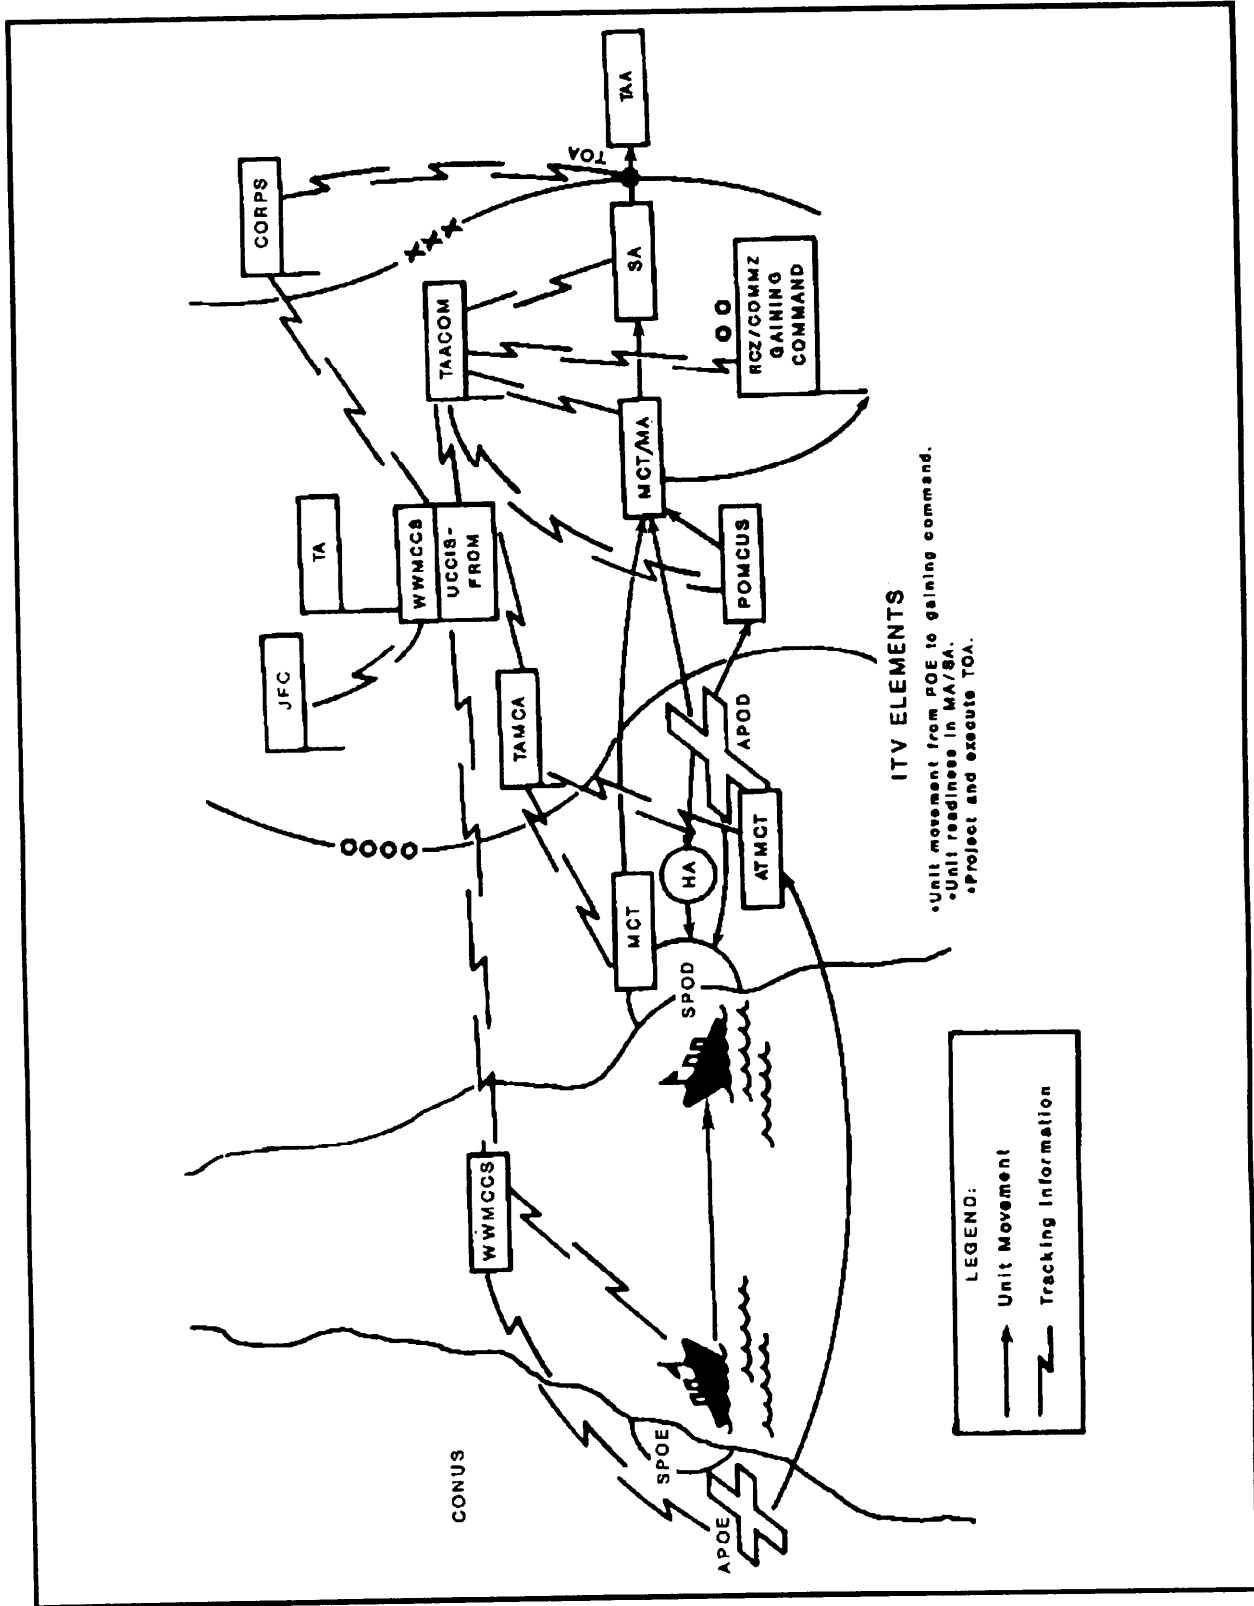 CORPS
TA
JFC
TOA
TAA
TAACOM
WWMCCS
UCCIS-
FROM
SA
TAMCA
WWMCCS
MCT/MA
RCZ/COMMZ
GAINING
COMMAND
MCT
HA
POMCUS
APOD
ATMCT
SPOD
CONUS
SPOE
APOE
ITV ELEMENTS
•Unit movement from POE to gaining command.
•Unit readiness in MA/SA.
•Project and execute TOA.
LEGEND:
Unit Movement
Tracking Information